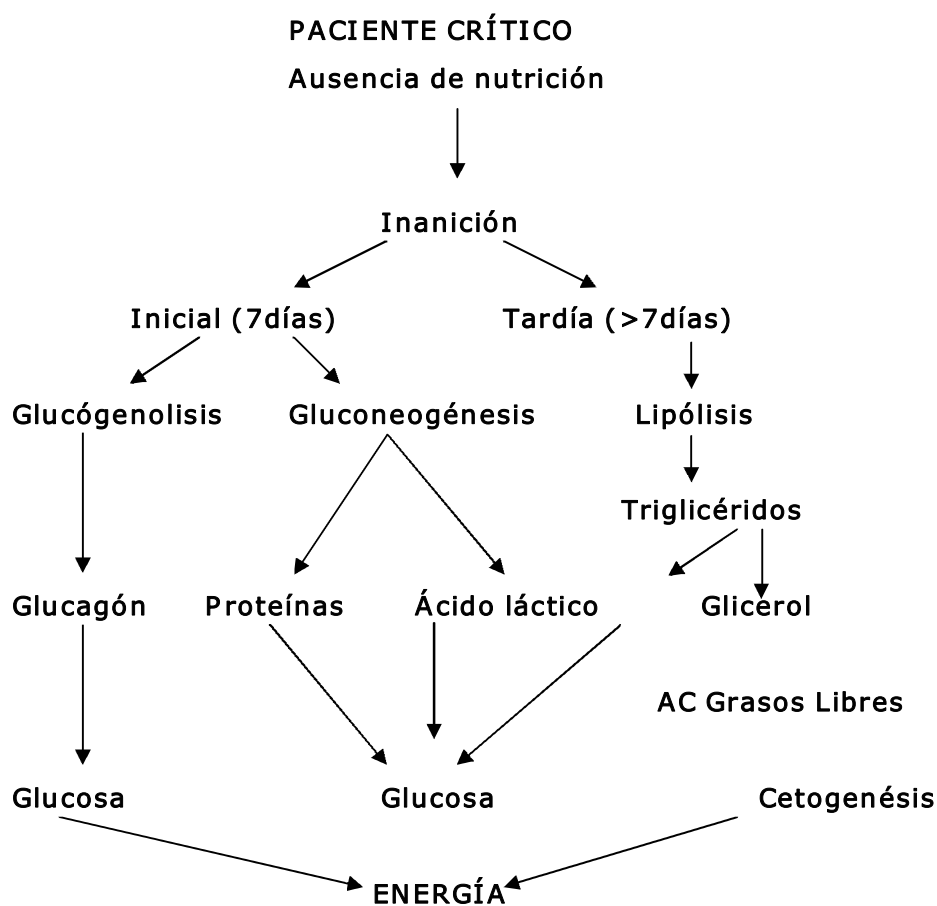 PACIENTE CRÍTICO
Ausencia de nutrición
Inanición
Inicial (7días) Tardía (>7días)
Glucógenolisis Gluconeogénesis Lipólisis
Triglicéridos
Glucagón Proteínas Ácido láctico Glicerol
AC Grasos Libres
Glucosa Glucosa Cetogenésis
ENERGÍA